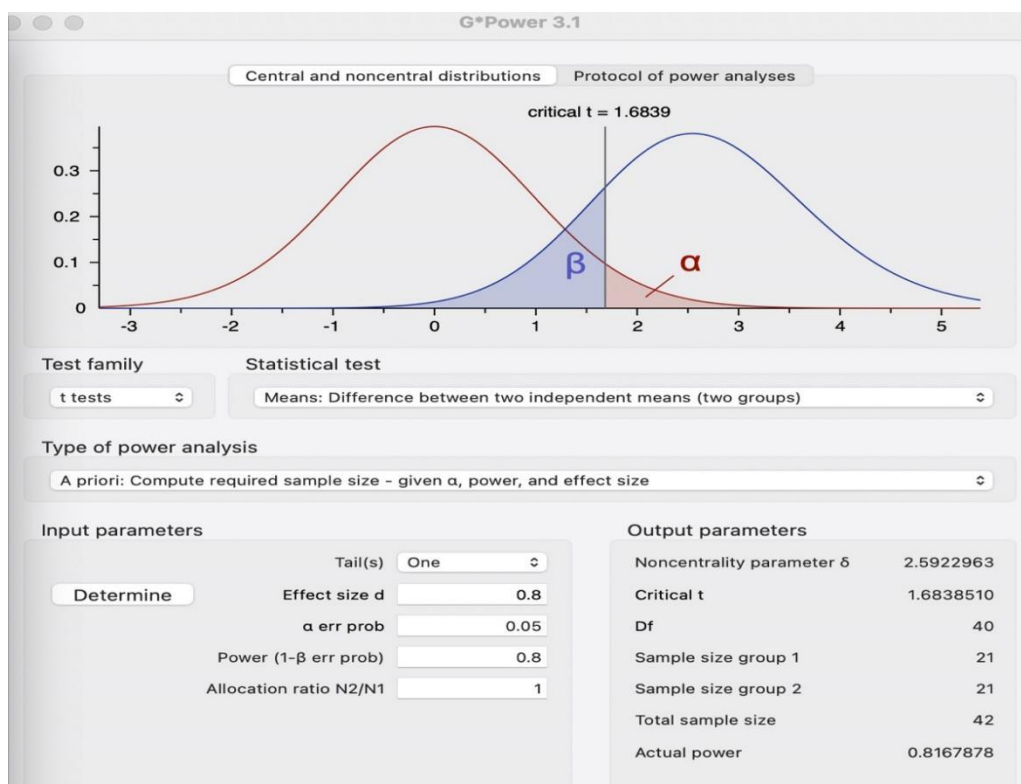 G*Power 3.1
Central and noncentral distributions Protocol of power analyses
critical t = 1.6839
0.3
0.2
0.1
0
β
α
-3 -2 -1 0 1 2 3 4 5
Test family Statistical test
t tests Means: Difference between two independent means (two groups)
Type of power analysis
A priori: Compute required sample size - given α, power, and effect size
Input parameters Output parameters
Tail(s) One Noncentrality parameter δ 2.5922963
Determine Effect size d 0.8 Critical t 1.6838510
α err prob 0.05 Df 40
Power (1-β err prob) 0.8 Sample size group 1 21
Allocation ratio N2/N1 1 Sample size group 2 21
Total sample size 42
Actual power 0.8167878